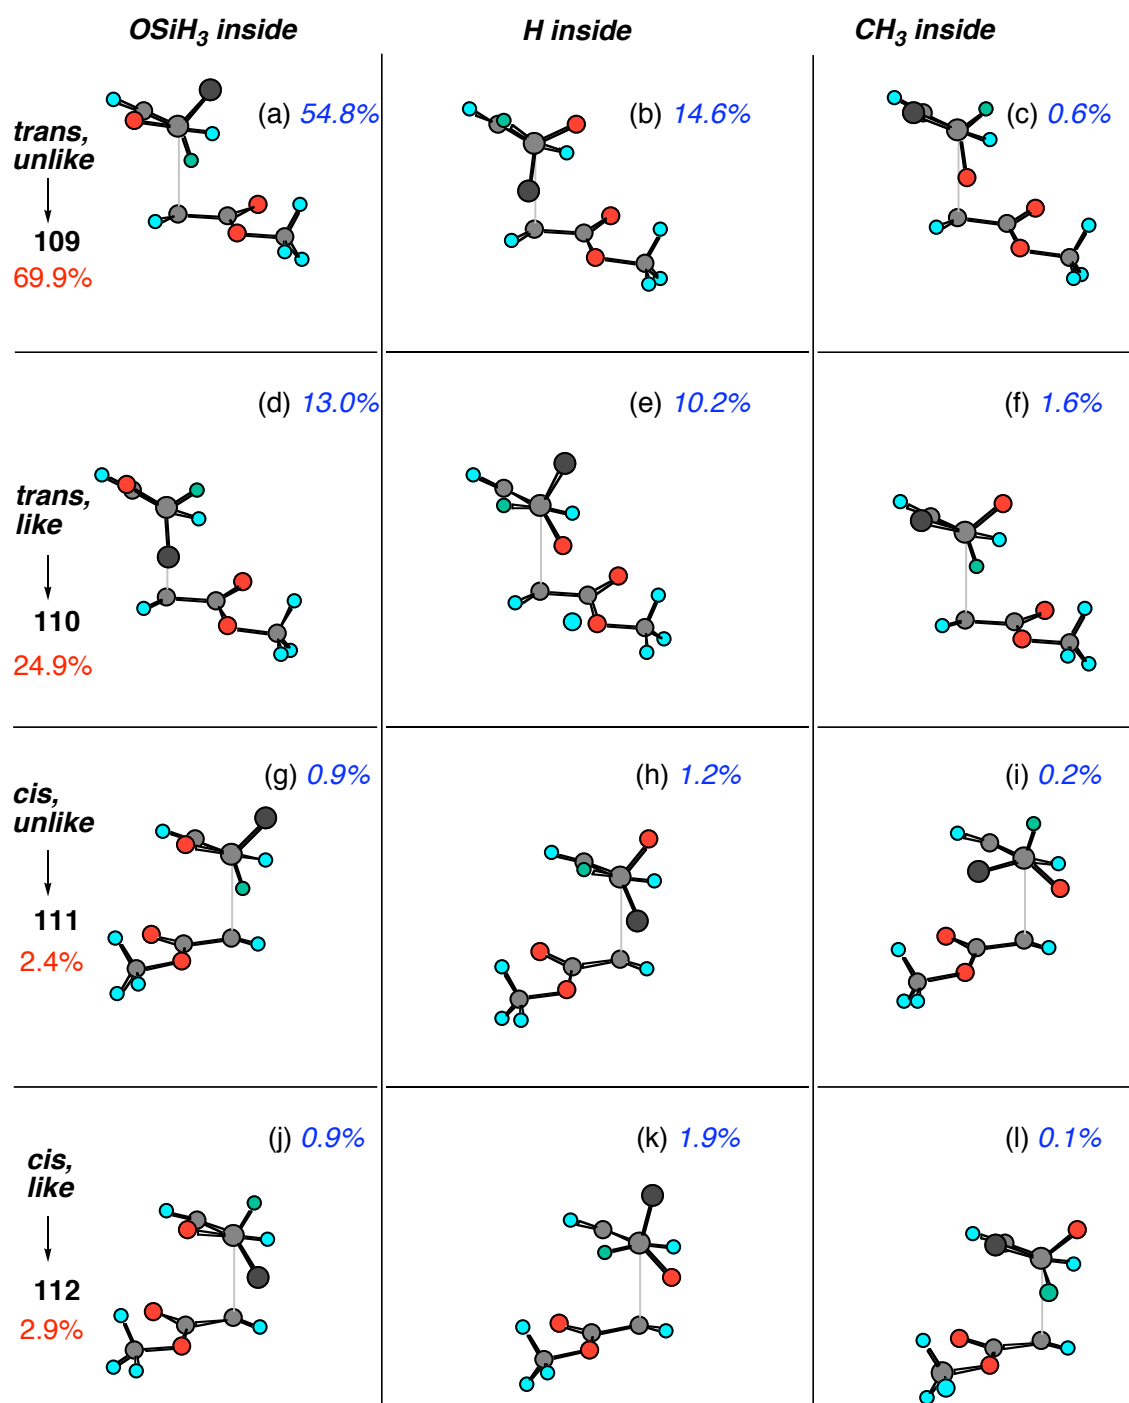 OSiH₃ inside
H inside
CH₃ inside
trans, unlike
109
69.9%
(a) 54.8%
(b) 14.6%
(c) 0.6%
trans, like
110
24.9%
(d) 13.0%
(e) 10.2%
(f) 1.6%
cis, unlike
111
2.4%
(g) 0.9%
(h) 1.2%
(i) 0.2%
cis, like
112
2.9%
(j) 0.9%
(k) 1.9%
(l) 0.1%